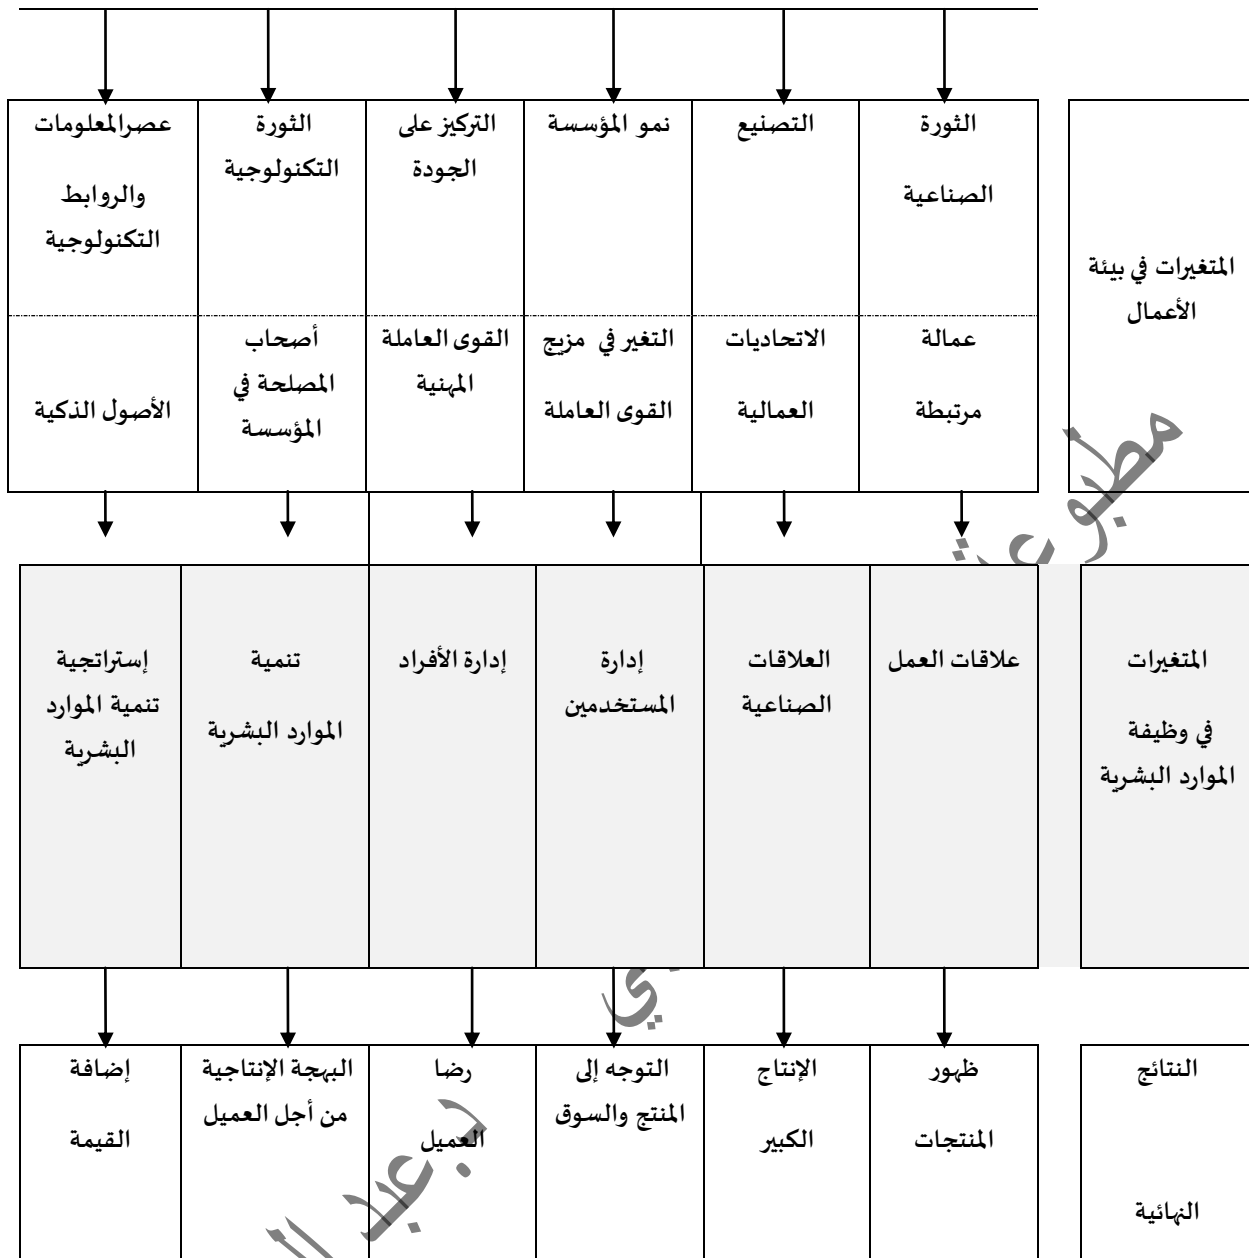 المتغيرات في بيئة
الأعمال
الثورة
الصناعية
التصنيع
نمو المؤسسة
التركيز على
الجودة
الثورة
التكنولوجية
عصرالمعلومات
والروابط
التكنولوجية
عمالة
مرتبطة
الاتحاديات
العمالية
التغير في مزيج
القوى العاملة
القوى العاملة
المهنية
أصحاب
المصلحة في
المؤسسة
الأصول الذكية
المتغيرات
في وظيفة
الموارد البشرية
علاقات العمل
العلاقات
الصناعية
إدارة
المستخدمين
إدارة الأفراد
تنمية
الموارد البشرية
إستراتجية
تنمية الموارد
البشرية
النتائج
النهائية
ظهور
المنتجات
الإنتاج
الكبير
التوجه إلى
المنتج والسوق
رضا
العميل
البهجة الإنتاجية
من أجل العميل
إضافة
القيمة
مطبوعة